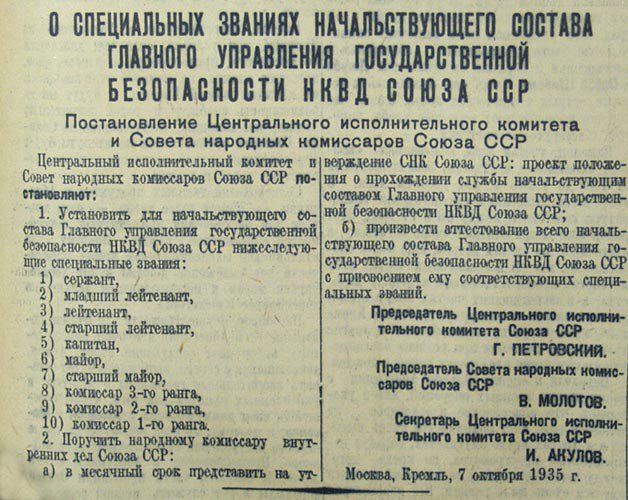 О СПЕЦИАЛЬНЫХ ЗВАНИЯХ НАЧАЛЬСТВУЮЩЕГО СОСТАВА
ГЛАВНОГО УПРАВЛЕНИЯ ГОСУДАРСТВЕННОЙ
БЕЗОПАСНОСТИ НКВД СОЮЗА ССР
Постановление Центрального исполнительного комитета
и Совета народных комиссаров Союза ССР
Центральный исполнительный комитет и
Совет народных комиссаров Союза ССР по-
становляют:
1. Установить для начальствующего со-
става Главного управления государственной
безопасности НКВД Союза ССР нижеследую-
щие специальные звания:
1) сержант,
2) младший лейтенант,
3) лейтенант,
4) старший лейтенант,
5) капитан,
6) майор,
7) старший майор,
8) комиссар 3-го ранга,
9) комиссар 2-го ранга,
10) комиссар 1-го ранга.
2. Поручить народному комиссару внут-
ренних дел Союза ССР:
а) в месячный срок представить на ут-
верждение СНК Союза ССР: проект положе-
ния о прохождении службы начальствующим
составом Главного управления государствен-
ной безопасности НКВД Союза ССР;
б) произвести аттестование всего началь-
ствующего состава Главного управления го-
сударственной безопасности НКВД Союза ССР
с присвоением ему соответствующих специ-
альных званий.
Председатель Центрального исполни-
тельного комитета Союза ССР
Г. ПЕТРОВСКИЙ.
Председатель Совета народных комис-
саров Союза ССР
В. МОЛОТОВ.
Секретарь Центрального исполни-
тельного комитета Союза ССР
И. АКУЛОВ.
Москва, Кремль, 7 октября 1935 г.